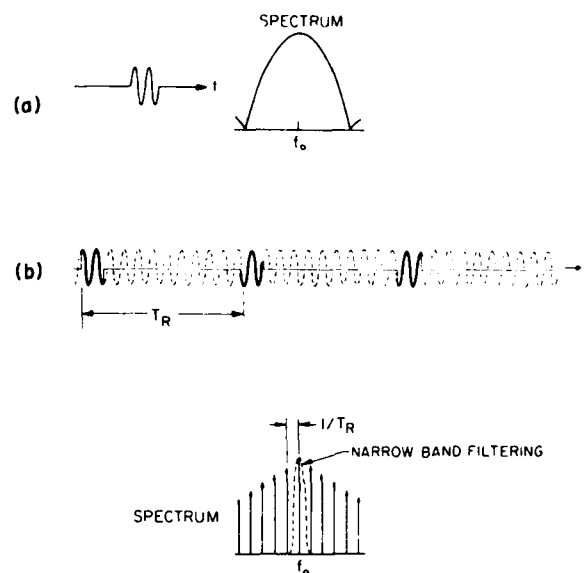 SPECTRUM
(a)
t
f₀
(b)
T_R
1/T_R
NARROW BAND FILTERING
SPECTRUM
f₀